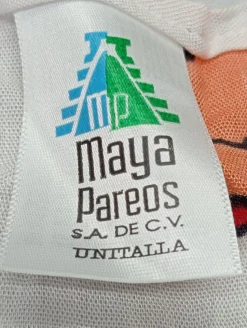 mp
maya
Pareos
S.A. DE C.V.
UNITALLA